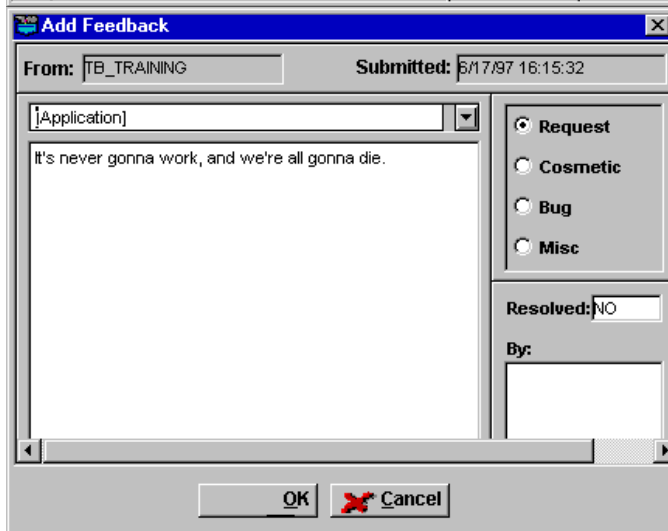 Add Feedback
From: TB_TRAINING Submitted: 6/17/97 16:15:32
[Application]
It's never gonna work, and we're all gonna die.
Request
Cosmetic
Bug
Misc
Resolved: NO
By:
OK Cancel